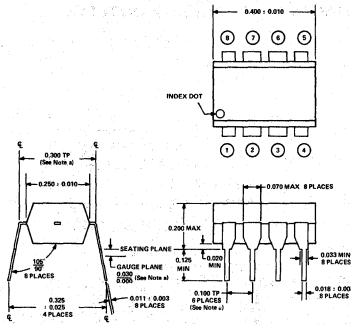 0.400 ± 0.010
8 7 6 5
INDEX DOT
1 2 3 4
℄ ℄
0.300 TP
(See Note a)
0.250 ± 0.010
105
90°
8 PLACES
SEATING PLANE
GAUGE PLANE
0.030
0.000 (See Note a)
0.325
± 0.025
4 PLACES
0.011 ± 0.003
8 PLACES
0.070 MAX 8 PLACES
0.200 MAX
0.020
MIN
0.125
MIN
0.100 TP
6 PLACES
(See Note a)
0.033 MIN
8 PLACES
0.018 ± 0.00
8 PLACES